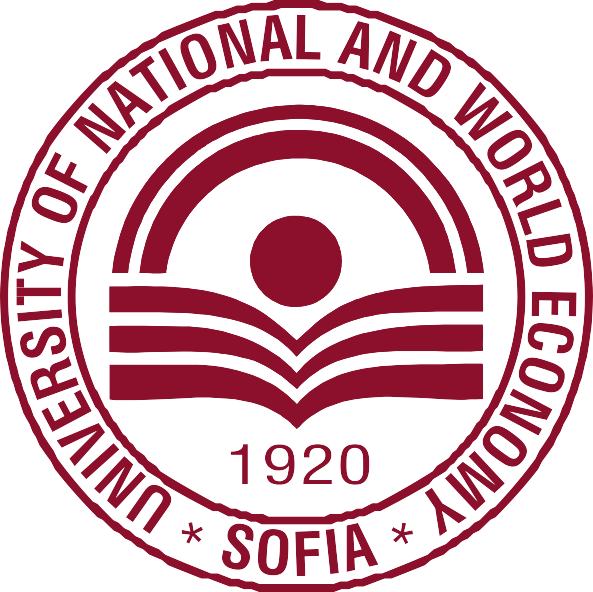 UNIVERSITY OF NATIONAL AND WORLD ECONOMY
* SOFIA *
1920